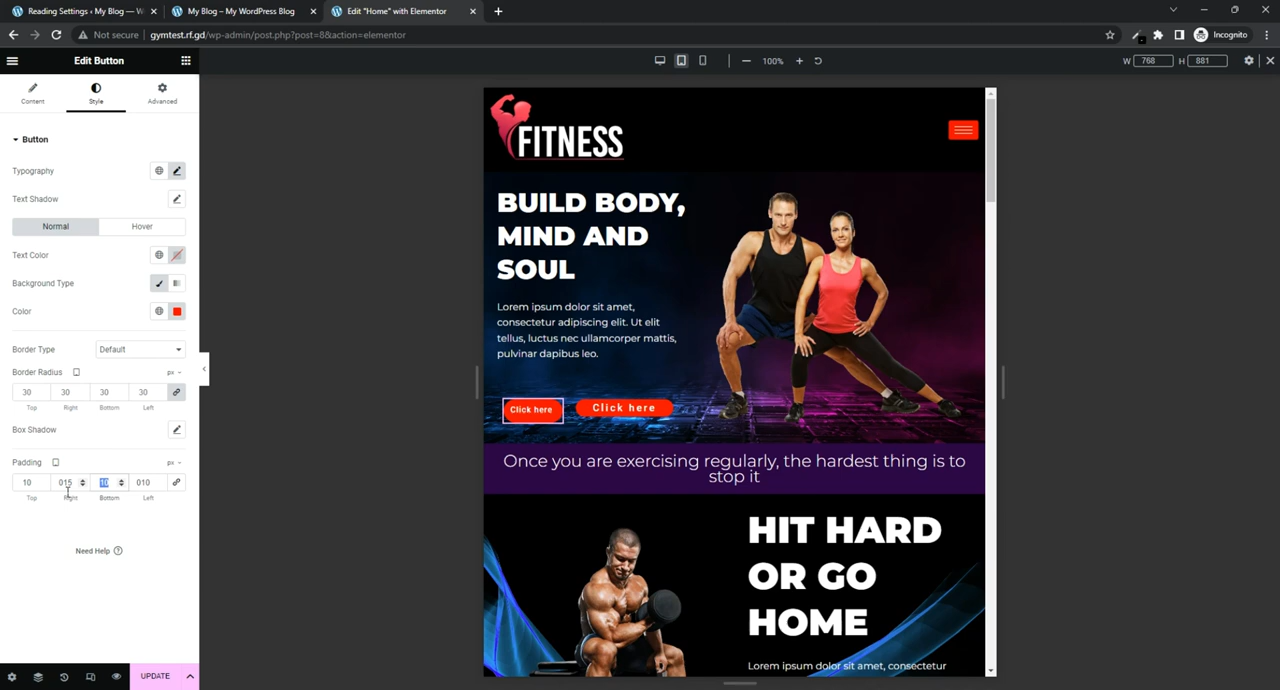 Reading Settings ‹ My Blog — W
My Blog – My WordPress Blog
Edit "Home" with Elementor
Not secure
gymtest.rf.gd/wp-admin/post.php?post=8&action=elementor
Incognito
Edit Button
100%
W 768 H 881
Content
Style
Advanced
Button
Typography
Text Shadow
Normal
Hover
Text Color
Background Type
Color
Border Type
Default
Border Radius
px
30 30 30 30
Top Right Bottom Left
Box Shadow
Padding
px
10 015 10 010
Top Right Bottom Left
Need Help
UPDATE
FITNESS
BUILD BODY,
MIND AND
SOUL
Lorem ipsum dolor sit amet,
consectetur adipiscing elit. Ut elit
tellus, luctus nec ullamcorper mattis,
pulvinar dapibus leo.
Click here
Click here
Once you are exercising regularly, the hardest thing is to
stop it
HIT HARD
OR GO
HOME
Lorem ipsum dolor sit amet, consectetur